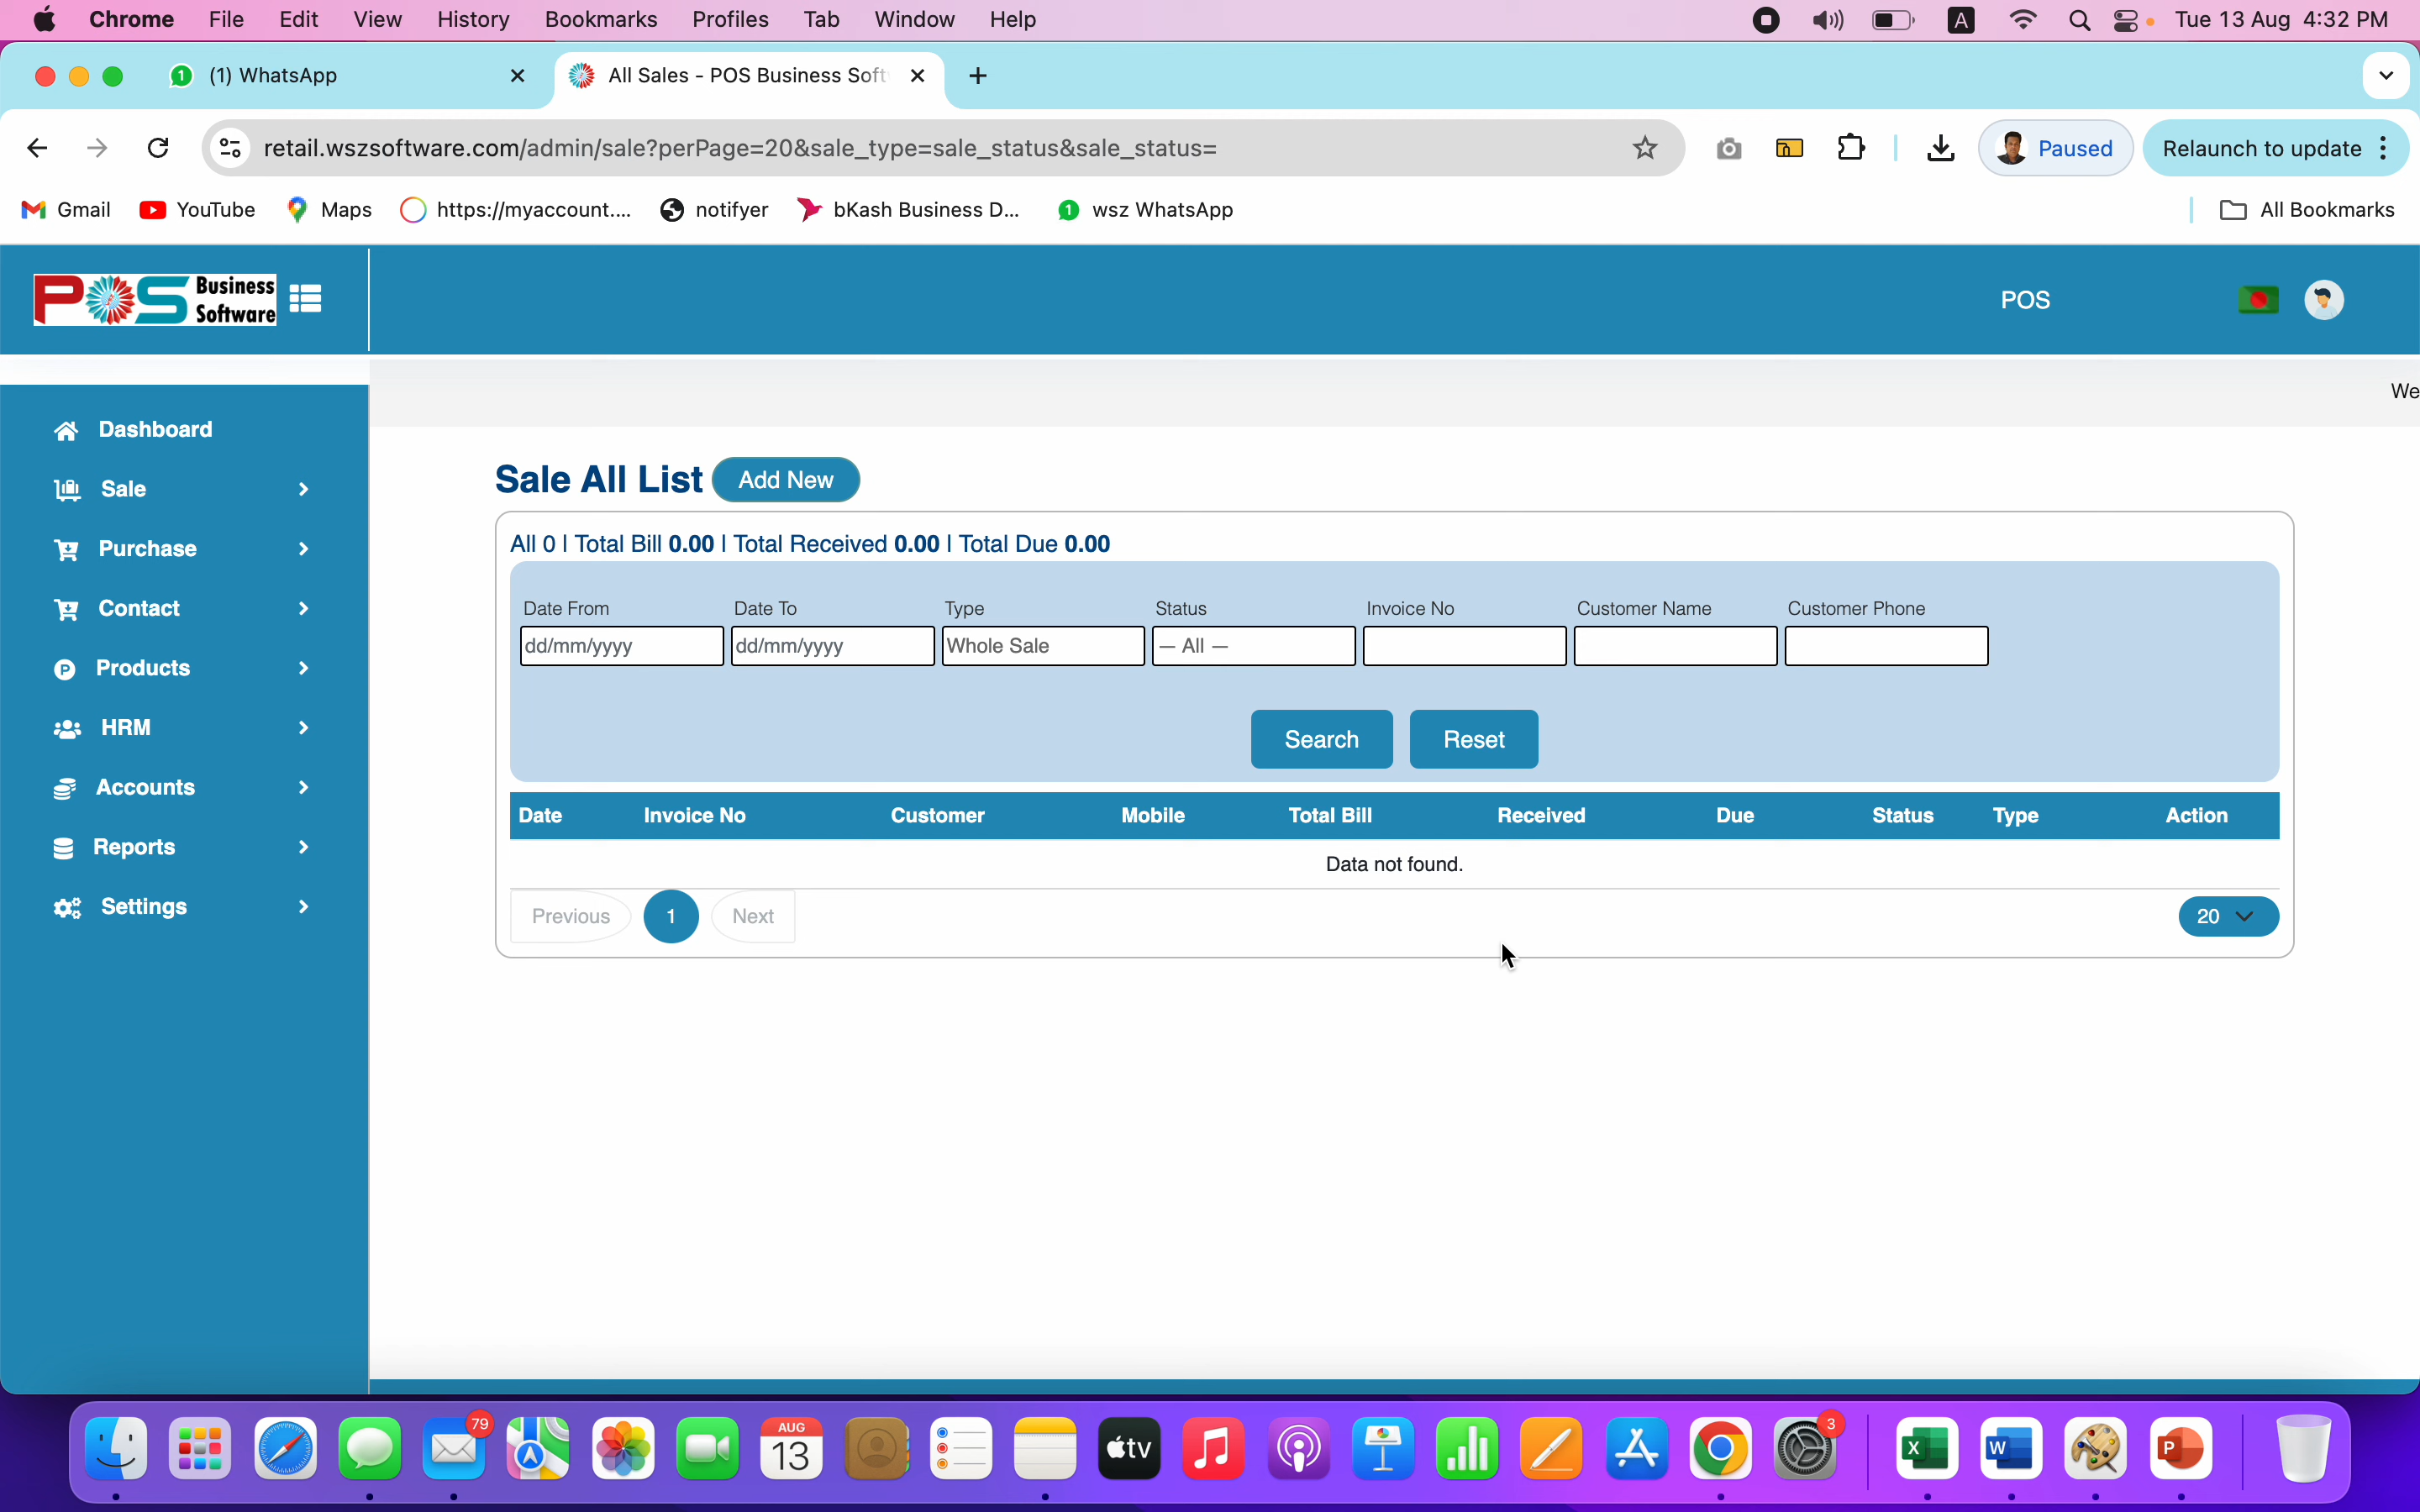 Chrome File Edit View History Bookmarks Profiles Tab Window Help A Tue 13 Aug 4:32 PM
1 (1) WhatsApp All Sales - POS Business Soft
retail.wszsoftware.com/admin/sale?perPage=20&sale_type=sale_status&sale_status= Paused Relaunch to update
Gmail YouTube Maps https://myaccount.... notifyer bKash Business D... 1 wsz WhatsApp All Bookmarks
POS Business Software POS
We
Dashboard
Sale
Purchase
Contact
Products
HRM
Accounts
Reports
Settings
Sale All List Add New
All 0 | Total Bill 0.00 | Total Received 0.00 | Total Due 0.00
Date From Date To Type Status Invoice No Customer Name Customer Phone
dd/mm/yyyy dd/mm/yyyy Whole Sale — All —
Search Reset
Date Invoice No Customer Mobile Total Bill Received Due Status Type Action
Data not found.
Previous 1 Next 20
79 AUG 13 tv 3 X W P